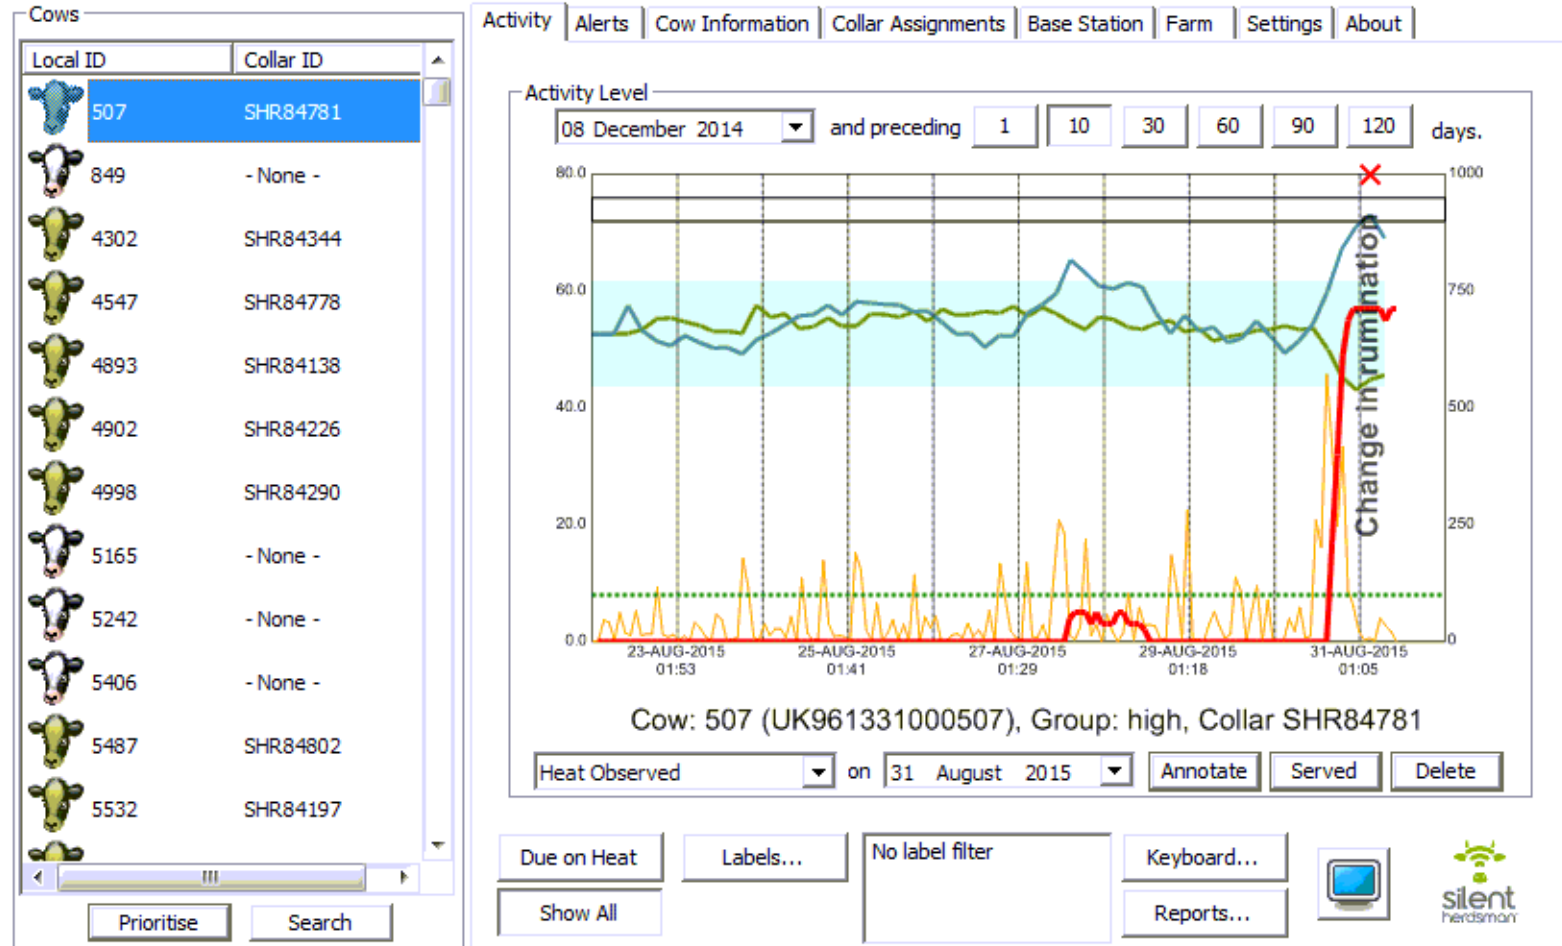 Cows
Local ID Collar ID
507 SHR84781
849 - None -
4302 SHR84344
4547 SHR84778
4893 SHR84138
4902 SHR84226
4998 SHR84290
5165 - None -
5242 - None -
5406 - None -
5487 SHR84802
5532 SHR84197
Prioritise Search
Activity Alerts Cow Information Collar Assignments Base Station Farm Settings About
Activity Level
08 December 2014 and preceding 1 10 30 60 90 120 days.
80.0 1000
60.0 750
40.0 500
20.0 250
0.0 0
Change in rumination
23-AUG-2015 25-AUG-2015 27-AUG-2015 29-AUG-2015 31-AUG-2015
01:53 01:41 01:29 01:18 01:05
Cow: 507 (UK961331000507), Group: high, Collar SHR84781
Heat Observed on 31 August 2015 Annotate Served Delete
Due on Heat Labels... No label filter Keyboard...
Show All Reports...
silent
herdsman